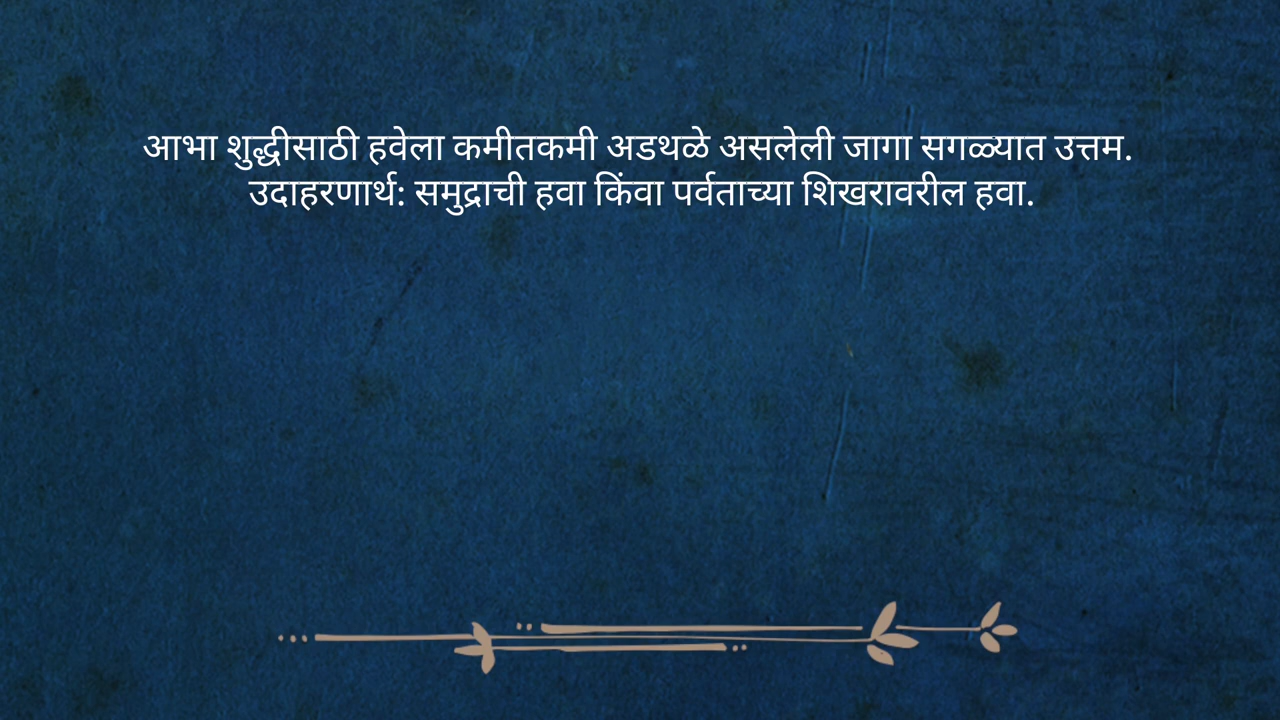 आभा शुद्धीसाठी हवेला कमीतकमी अडथळे असलेली जागा सगळ्यात उत्तम.
उदाहरणार्थ: समुद्राची हवा किंवा पर्वताच्या शिखरावरील हवा.